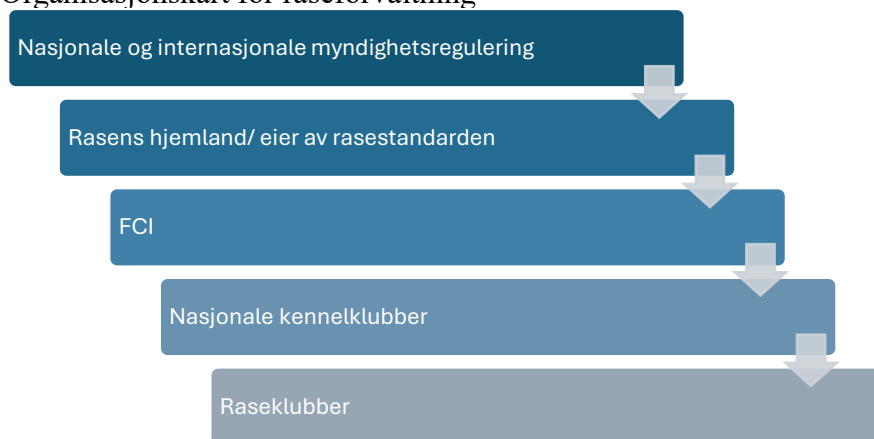 Organisasjonskart for raseforvaltning
Nasjonale og internasjonale myndighetsregulering
Rasens hjemland/ eier av rasestandarden
FCI
Nasjonale kennelklubber
Raseklubber